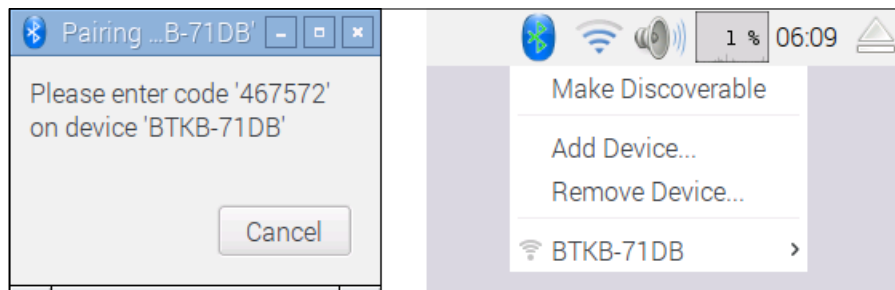 Pairing ...B-71DB'
Please enter code '467572'
on device 'BTKB-71DB'
Cancel
1 % 06:09
Make Discoverable
Add Device...
Remove Device...
BTKB-71DB